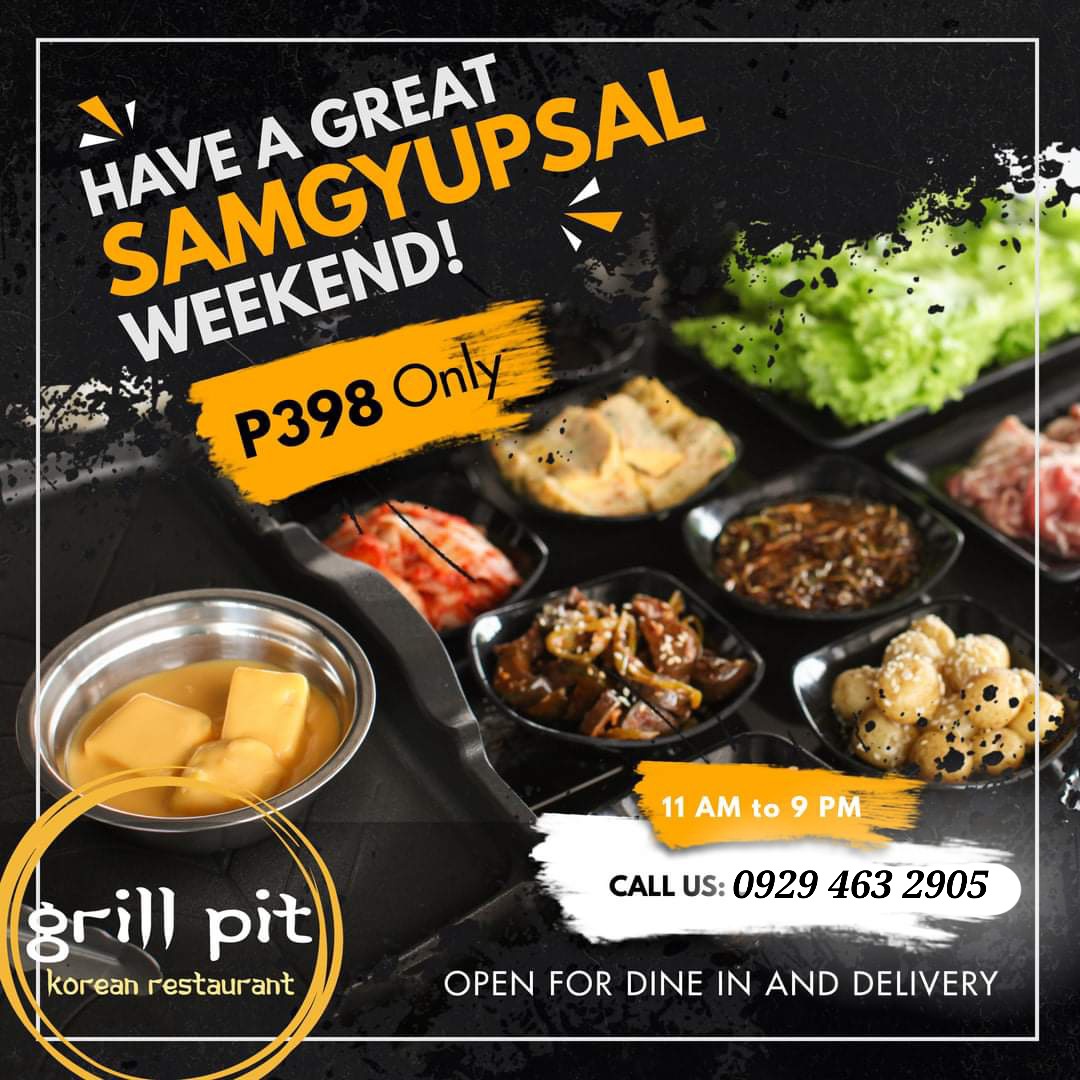 HAVE A GREAT
SAMGYUPSAL
WEEKEND!
P398 Only
11 AM to 9 PM
CALL US: 0929 463 2905
grill pit
korean restaurant
OPEN FOR DINE IN AND DELIVERY